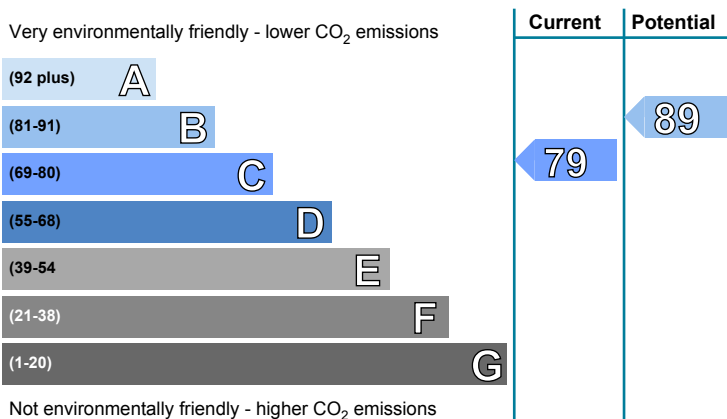 Current Potential
Very environmentally friendly - lower CO₂ emissions
(92 plus) A
(81-91) B
89
(69-80) C
79
(55-68) D
(39-54 E
(21-38) F
(1-20) G
Not environmentally friendly - higher CO₂ emissions